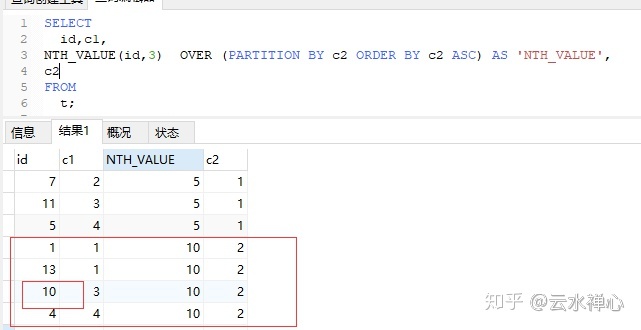 1 SELECT
2 id,c1,
3 NTH_VALUE(id,3) OVER (PARTITION BY c2 ORDER BY c2 ASC) AS 'NTH_VALUE',
4 c2
5 FROM
6 t;
信息 结果1 概况 状态
id c1 NTH_VALUE c2
7 2 5 1
11 3 5 1
5 4 5 1
1 1 10 2
13 1 10 2
10 3 10 2
4 4 10 2
知乎 @云水禅心